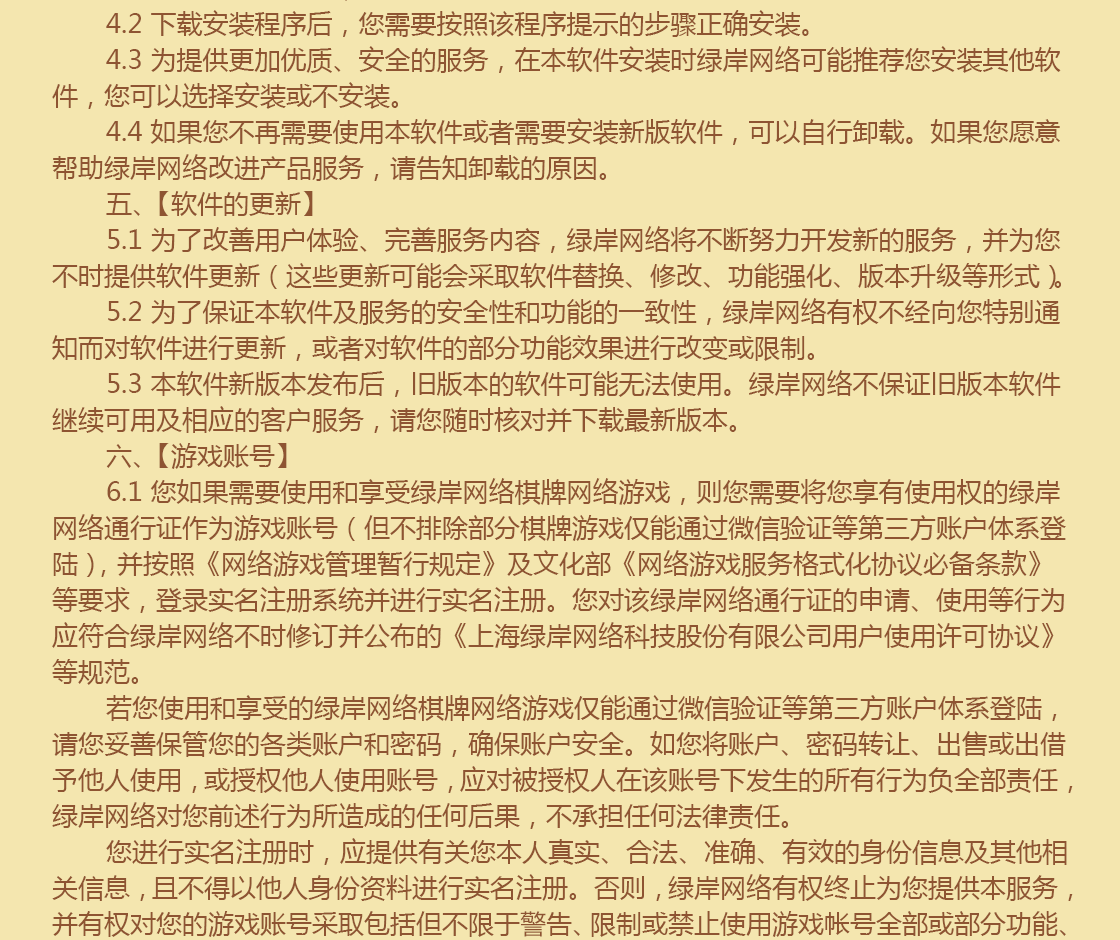 4.2 下载安装程序后，您需要按照该程序提示的步骤正确安装。
4.3 为提供更加优质、安全的服务，在本软件安装时绿岸网络可能推荐您安装其他软
件，您可以选择安装或不安装。
4.4 如果您不再需要使用本软件或者需要安装新版软件，可以自行卸载。如果您愿意
帮助绿岸网络改进产品服务，请告知卸载的原因。
五、【软件的更新】
5.1 为了改善用户体验、完善服务内容，绿岸网络将不断努力开发新的服务，并为您
不时提供软件更新（这些更新可能会采取软件替换、修改、功能强化、版本升级等形式）。
5.2 为了保证本软件及服务的安全性和功能的一致性，绿岸网络有权不经向您特别通
知而对软件进行更新，或者对软件的部分功能效果进行改变或限制。
5.3 本软件新版本发布后，旧版本的软件可能无法使用。绿岸网络不保证旧版本软件
继续可用及相应的客户服务，请您随时核对并下载最新版本。
六、【游戏账号】
6.1 您如果需要使用和享受绿岸网络棋牌网络游戏，则您需要将您享有使用权的绿岸
网络通行证作为游戏账号（但不排除部分棋牌游戏仅能通过微信验证等第三方账户体系登
陆），并按照《网络游戏管理暂行规定》及文化部《网络游戏服务格式化协议必备条款》
等要求，登录实名注册系统并进行实名注册。您对该绿岸网络通行证的申请、使用等行为
应符合绿岸网络不时修订并公布的《上海绿岸网络科技股份有限公司用户使用许可协议》
等规范。
若您使用和享受的绿岸网络棋牌网络游戏仅能通过微信验证等第三方账户体系登陆，
请您妥善保管您的各类账户和密码，确保账户安全。如您将账户、密码转让、出售或出借
予他人使用，或授权他人使用账号，应对被授权人在该账号下发生的所有行为负全部责任，
绿岸网络对您前述行为所造成的任何后果，不承担任何法律责任。
您进行实名注册时，应提供有关您本人真实、合法、准确、有效的身份信息及其他相
关信息，且不得以他人身份资料进行实名注册。否则，绿岸网络有权终止为您提供本服务，
并有权对您的游戏账号采取包括但不限于警告、限制或禁止使用游戏帐号全部或部分功能、